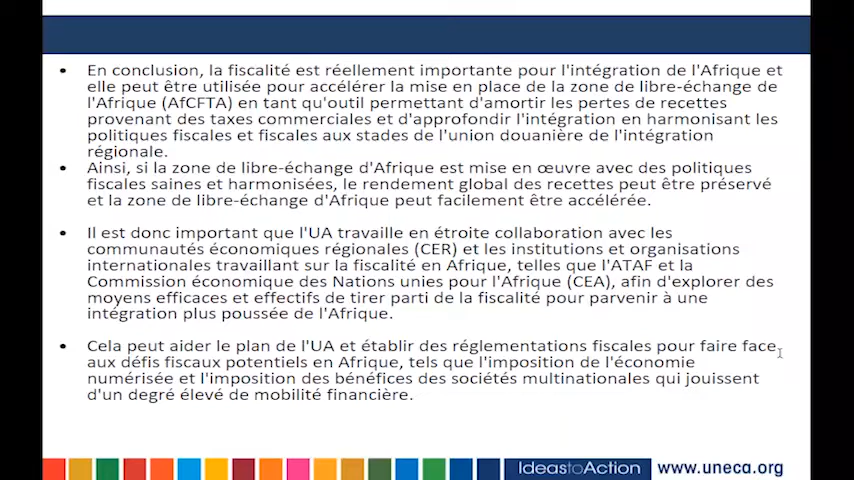 • En conclusion, la fiscalité est réellement importante pour l'intégration de l'Afrique et
elle peut être utilisée pour accélérer la mise en place de la zone de libre-échange de
l'Afrique (AfCFTA) en tant qu'outil permettant d'amortir les pertes de recettes
provenant des taxes commerciales et d'approfondir l'intégration en harmonisant les
politiques fiscales et fiscales aux stades de l'union douanière de l'intégration
régionale.
• Ainsi, si la zone de libre-échange d'Afrique est mise en œuvre avec des politiques
fiscales saines et harmonisées, le rendement global des recettes peut être préservé
et la zone de libre-échange d'Afrique peut facilement être accélérée.
• Il est donc important que l'UA travaille en étroite collaboration avec les
communautés économiques régionales (CER) et les institutions et organisations
internationales travaillant sur la fiscalité en Afrique, telles que l'ATAF et la
Commission économique des Nations unies pour l'Afrique (CEA), afin d'explorer des
moyens efficaces et effectifs de tirer parti de la fiscalité pour parvenir à une
intégration plus poussée de l'Afrique.
• Cela peut aider le plan de l'UA et établir des réglementations fiscales pour faire face
aux défis fiscaux potentiels en Afrique, tels que l'imposition de l'économie
numérisée et l'imposition des bénéfices des sociétés multinationales qui jouissent
d'un degré élevé de mobilité financière.
IdeastoAction www.uneca.org